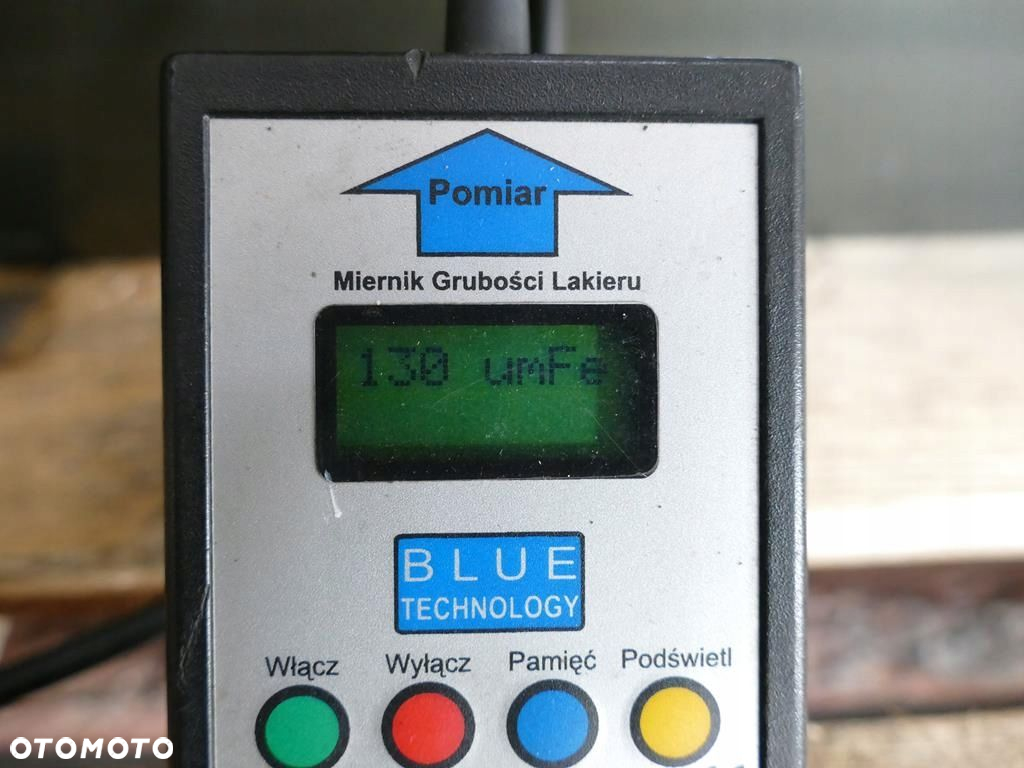 Pomiar
Miernik Grubości Lakieru
130 umFe
BLUE
TECHNOLOGY
Włącz Wyłącz Pamięć Podświetl
OTOMOTO